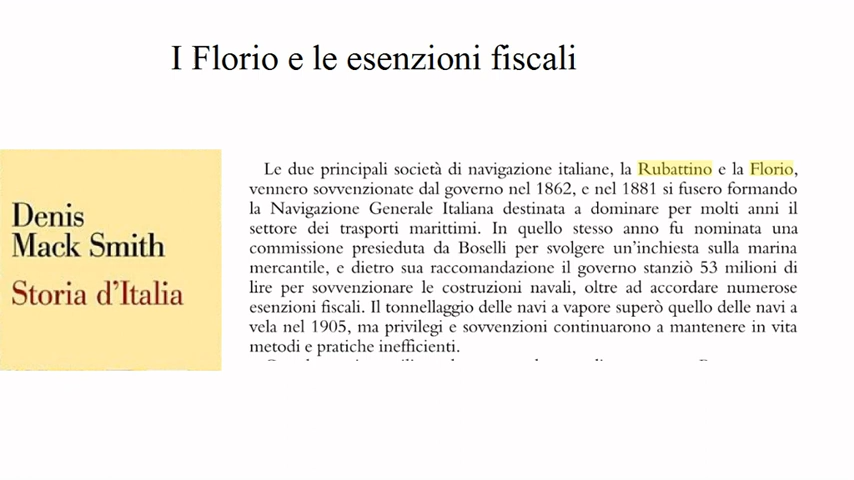 I Florio e le esenzioni fiscali
Denis
Mack Smith
Storia d'Italia
Le due principali società di navigazione italiane, la Rubattino e la Florio,
vennero sovvenzionate dal governo nel 1862, e nel 1881 si fusero formando
la Navigazione Generale Italiana destinata a dominare per molti anni il
settore dei trasporti marittimi. In quello stesso anno fu nominata una
commissione presieduta da Boselli per svolgere un'inchiesta sulla marina
mercantile, e dietro sua raccomandazione il governo stanziò 53 milioni di
lire per sovvenzionare le costruzioni navali, oltre ad accordare numerose
esenzioni fiscali. Il tonnellaggio delle navi a vapore superò quello delle navi a
vela nel 1905, ma privilegi e sovvenzioni continuarono a mantenere in vita
metodi e pratiche inefficienti.